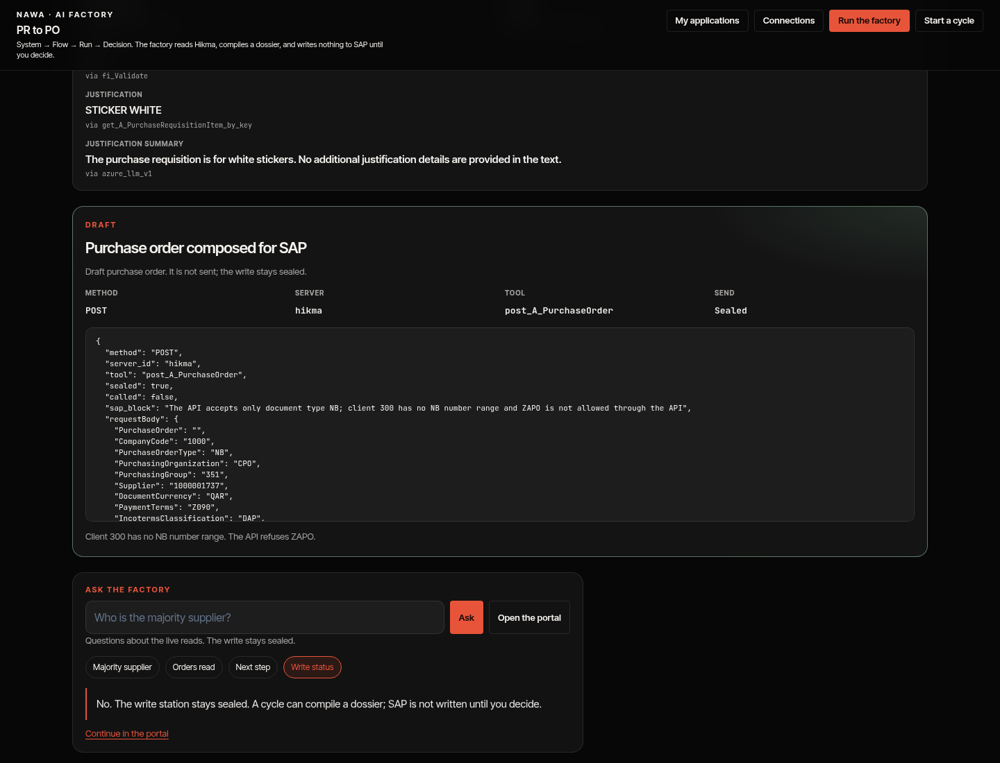 NAWA · AI FACTORY
PR to PO
System → Flow → Run → Decision. The factory reads Hikma, compiles a dossier, and writes nothing to SAP until
you decide.
My applications
Connections
Run the factory
Start a cycle
via fi_Validate
JUSTIFICATION
STICKER WHITE
via get_A_PurchaseRequisitionItem_by_key
JUSTIFICATION SUMMARY
The purchase requisition is for white stickers. No additional justification details are provided in the text.
via azure_llm_v1
DRAFT
Purchase order composed for SAP
Draft purchase order. It is not sent; the write stays sealed.
METHOD
POST
SERVER
hikma
TOOL
post_A_PurchaseOrder
SEND
Sealed
{
"method": "POST",
"server_id": "hikma",
"tool": "post_A_PurchaseOrder",
"sealed": true,
"called": false,
"sap_block": "The API accepts only document type NB; client 300 has no NB number range and ZAPO is not allowed through the API",
"requestBody": {
"PurchaseOrder": "",
"CompanyCode": "1000",
"PurchaseOrderType": "NB",
"PurchasingOrganization": "CPO",
"PurchasingGroup": "351",
"Supplier": "1000001737",
"DocumentCurrency": "QAR",
"PaymentTerms": "Z090",
"IncotermsClassification": "DAP",
Client 300 has no NB number range. The API refuses ZAPO.
ASK THE FACTORY
Who is the majority supplier?
Ask
Open the portal
Questions about the live reads. The write stays sealed.
Majority supplier
Orders read
Next step
Write status
No. The write station stays sealed. A cycle can compile a dossier; SAP is not written until you decide.
Continue in the portal